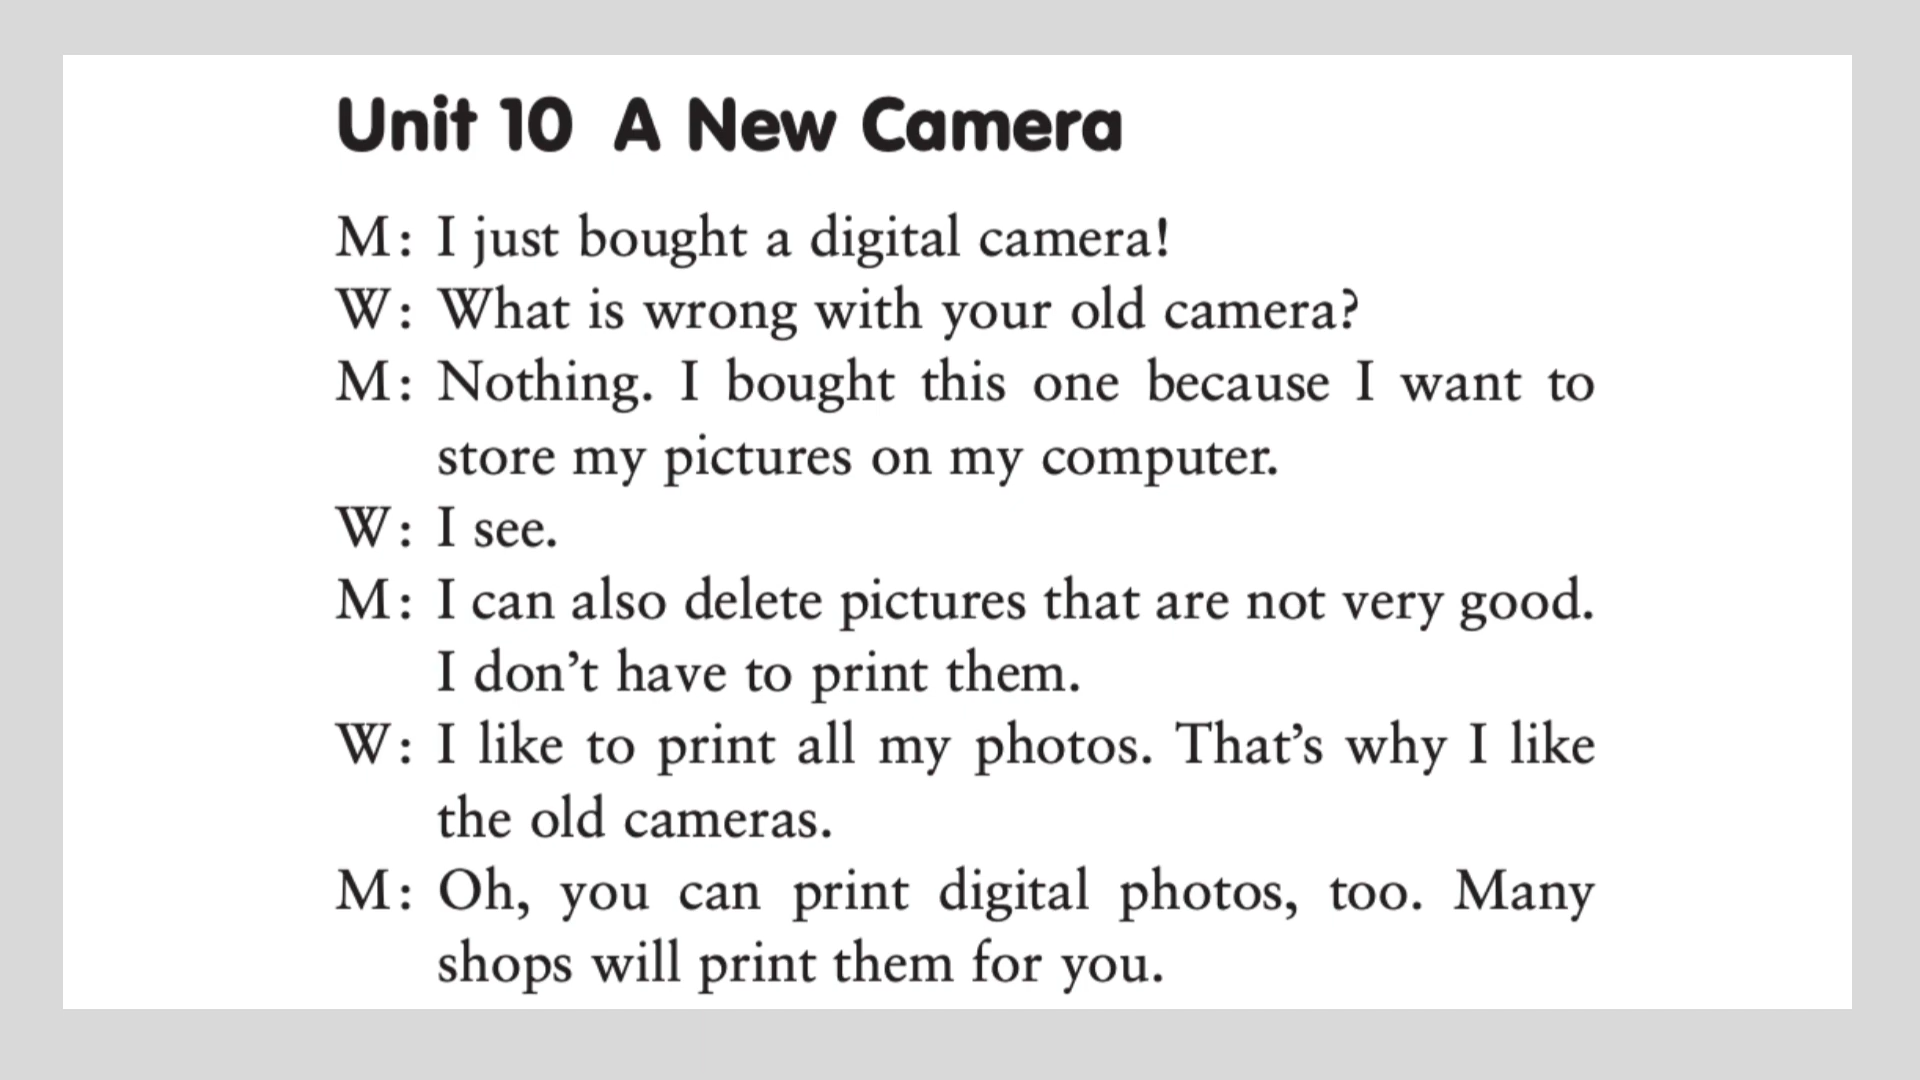 Unit 10 A New Camera
M: I just bought a digital camera!
W: What is wrong with your old camera?
M: Nothing. I bought this one because I want to
store my pictures on my computer.
W: I see.
M: I can also delete pictures that are not very good.
I don’t have to print them.
W: I like to print all my photos. That’s why I like
the old cameras.
M: Oh, you can print digital photos, too. Many
shops will print them for you.